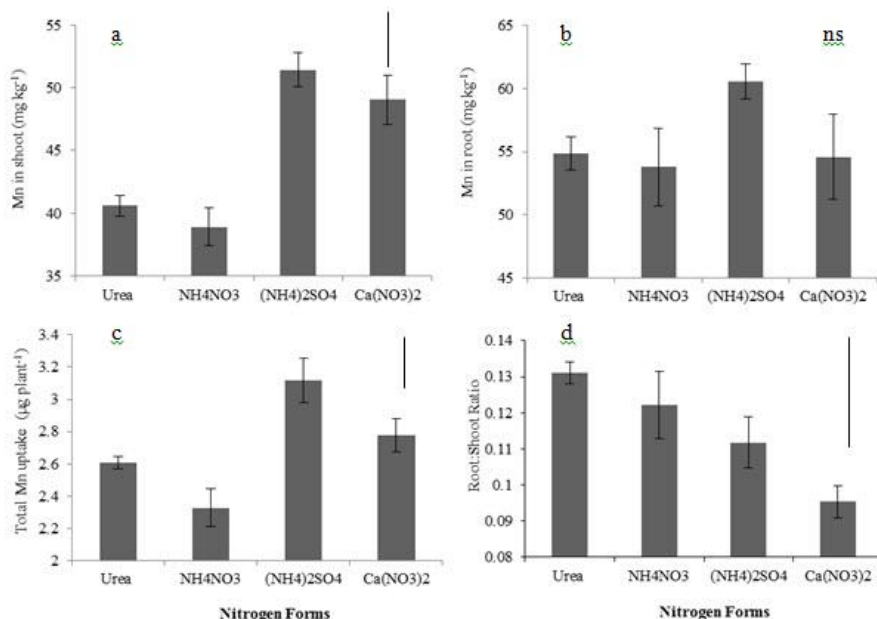 a
Mn in shoot (mg kg⁻¹)
55
50
45
40
35
Urea NH4NO3 (NH4)2SO4 Ca(NO3)2
b
ns
Mn in root (mg kg⁻¹)
65
60
55
50
45
Urea NH4NO3 (NH4)2SO4 Ca(NO3)2
c
Total Mn uptake (µg plant⁻¹)
3.6
3.2
2.8
2.4
2.6
2.2
2
Urea NH4NO3 (NH4)2SO4 Ca(NO3)2
Nitrogen Forms
d
Root:Shoot Ratio
0.14
0.13
0.12
0.11
0.1
0.09
0.08
Urea NH4NO3 (NH4)2SO4 Ca(NO3)2
Nitrogen Forms